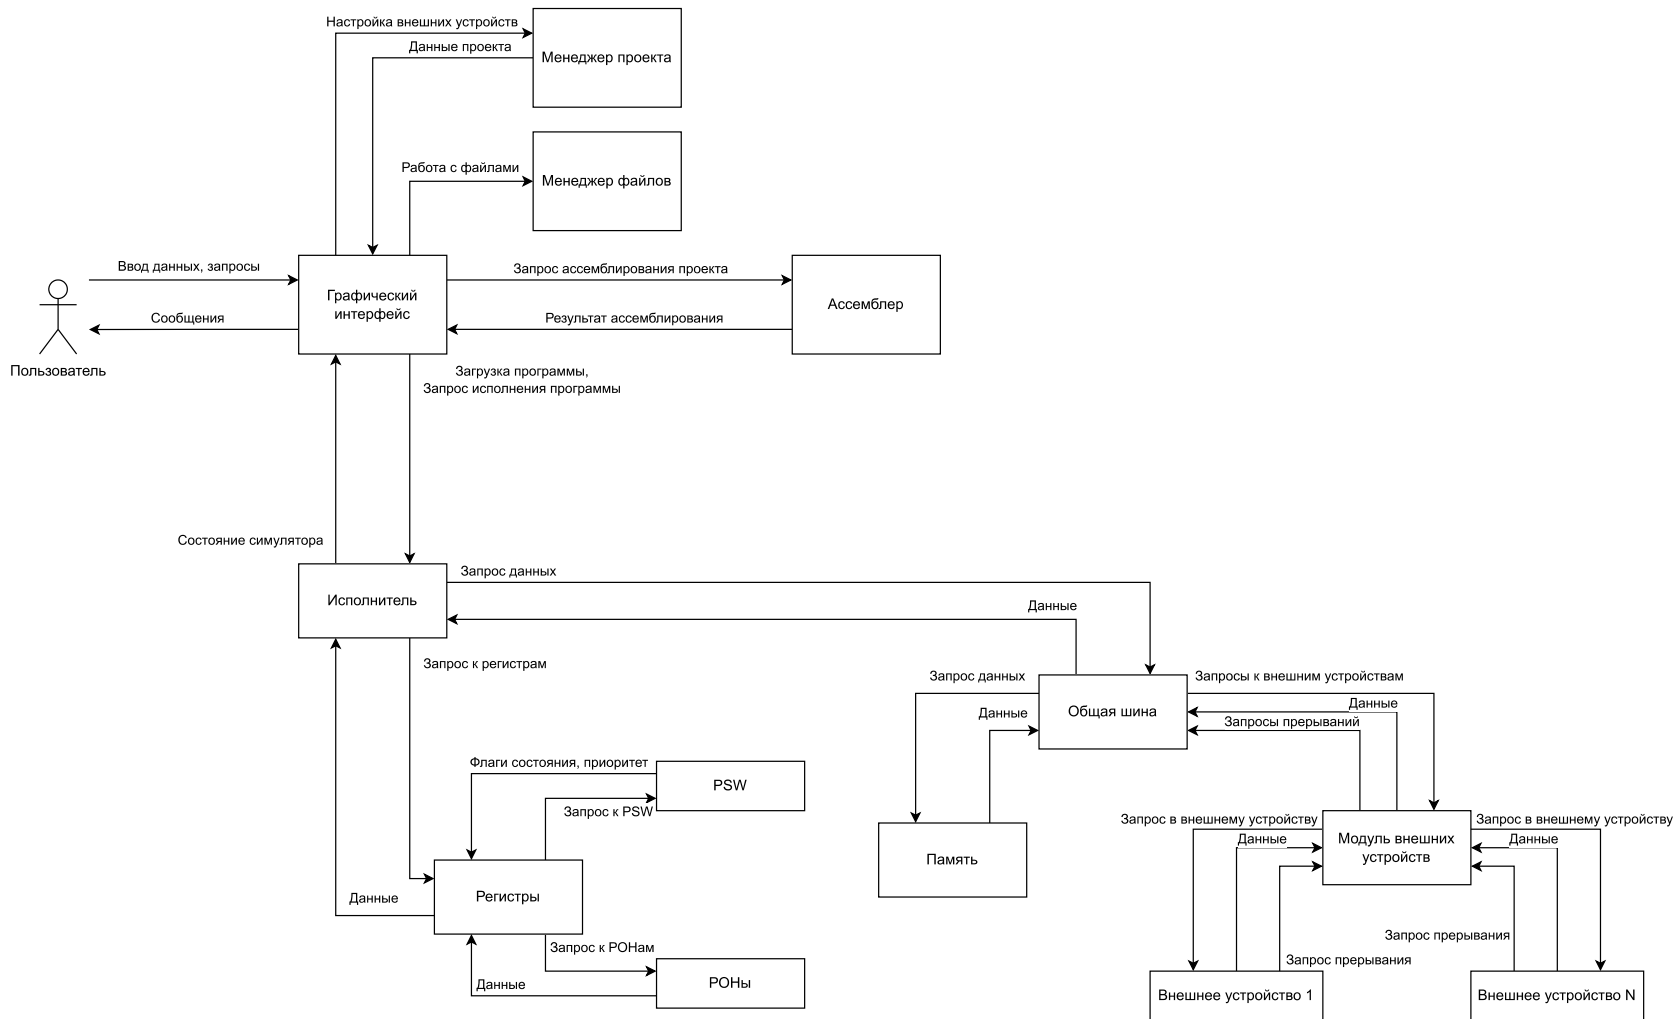 Настройка внешних устройств
Данные проекта
Менеджер проекта
Работа с файлами
Менеджер файлов
Ввод данных, запросы
Сообщения
Пользователь
Графический
интерфейс
Запрос ассемблирования проекта
Результат ассемблирования
Ассемблер
Загрузка программы,
Запрос исполнения программы
Состояние симулятора
Исполнитель
Запрос данных
Данные
Запрос к регистрам
Запрос данных
Данные
Общая шина
Запросы к внешним устройствам
Данные
Запросы прерываний
Флаги состояния, приоритет
Запрос к PSW
PSW
Память
Запрос в внешнему устройству
Данные
Модуль внешних
устройств
Запрос в внешнему устройству
Данные
Данные
Регистры
Запрос к РОНам
Данные
РОНы
Запрос прерывания
Запрос прерывания
Внешнее устройство 1
Внешнее устройство N